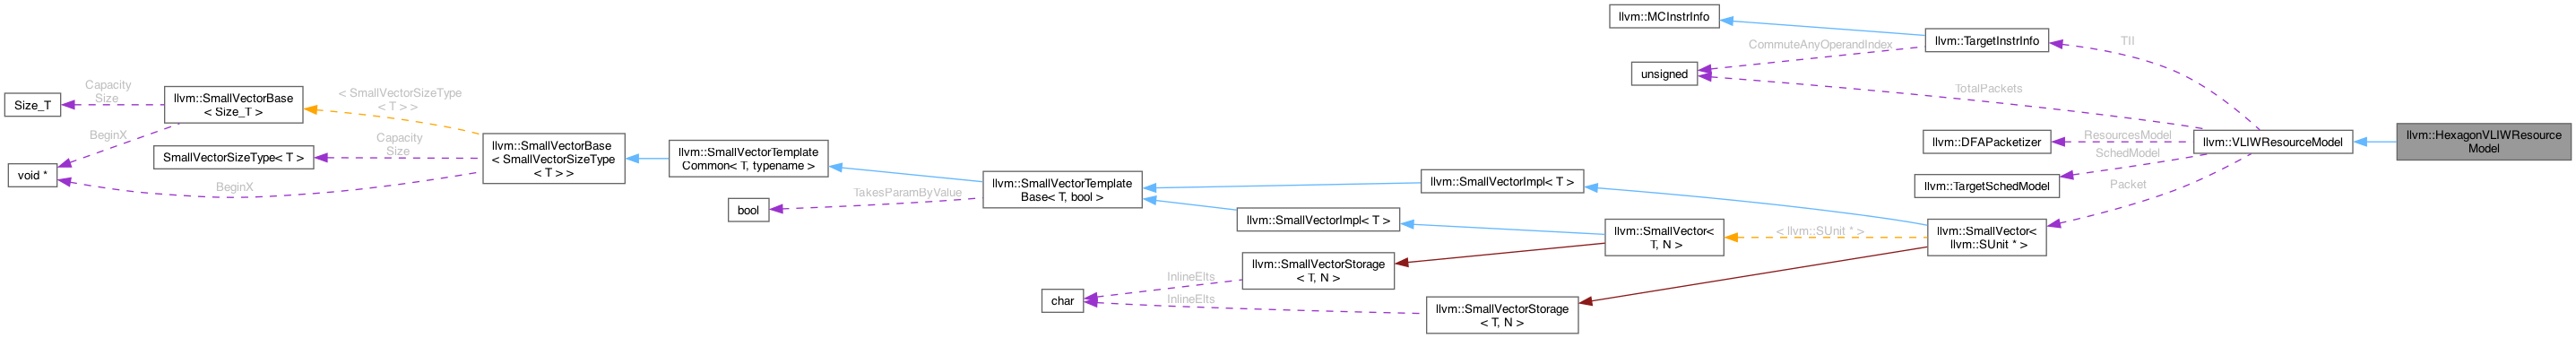 llvm::MCInstrInfo
llvm::TargetInstrInfo
TII
CommuteAnyOperandIndex
unsigned
TotalPackets
llvm::HexagonVLIWResource
Model
llvm::VLIWResourceModel
ResourcesModel
llvm::DFAPacketizer
SchedModel
llvm::TargetSchedModel
Packet
Size_T
Capacity
Size
llvm::SmallVectorBase
< Size_T >
< SmallVectorSizeType
< T > >
BeginX
SmallVectorSizeType< T >
Capacity
Size
void *
BeginX
llvm::SmallVectorBase
< SmallVectorSizeType
< T > >
llvm::SmallVectorTemplate
Common< T, typename >
bool
TakesParamByValue
llvm::SmallVectorTemplate
Base< T, bool >
llvm::SmallVectorImpl< T >
llvm::SmallVectorImpl< T >
llvm::SmallVector<
T, N >
< llvm::SUnit * >
llvm::SmallVector<
llvm::SUnit * >
llvm::SmallVectorStorage
< T, N >
InlineElts
char
InlineElts
llvm::SmallVectorStorage
< T, N >